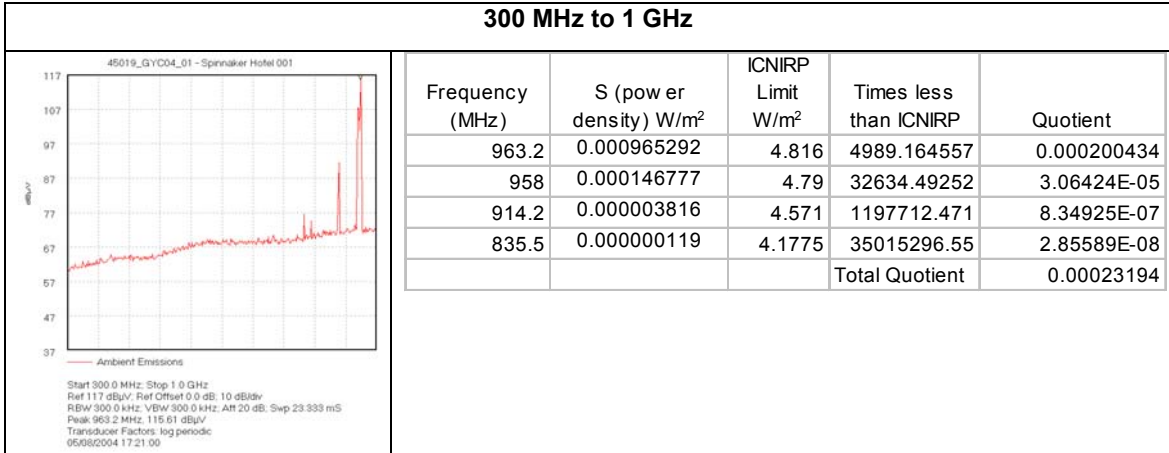 300 MHz to 1 GHz
45019_GYC04_01 - Spinnaker Hotel 001
117
107
97
87
77
67
57
47
37
dBµV
Ambient Emissions
Start 300.0 MHz; Stop 1.0 GHz
Ref 117 dBµV; Ref Offset 0.0 dB; 10 dB/div
RBW 300.0 kHz; VBW 300.0 kHz; Att 20 dB; Swp 23.333 mS
Peak 963.2 MHz, 115.61 dBµV
Transducer Factors: log periodic
05/08/2004 17:21:00
Frequency (MHz) S (pow er density) W/m² ICNIRP Limit W/m² Times less than ICNIRP Quotient
963.2 0.000965292 4.816 4989.164557 0.000200434
958 0.000146777 4.79 32634.49252 3.06424E-05
914.2 0.000003816 4.571 1197712.471 8.34925E-07
835.5 0.000000119 4.1775 35015296.55 2.85589E-08
Total Quotient 0.00023194